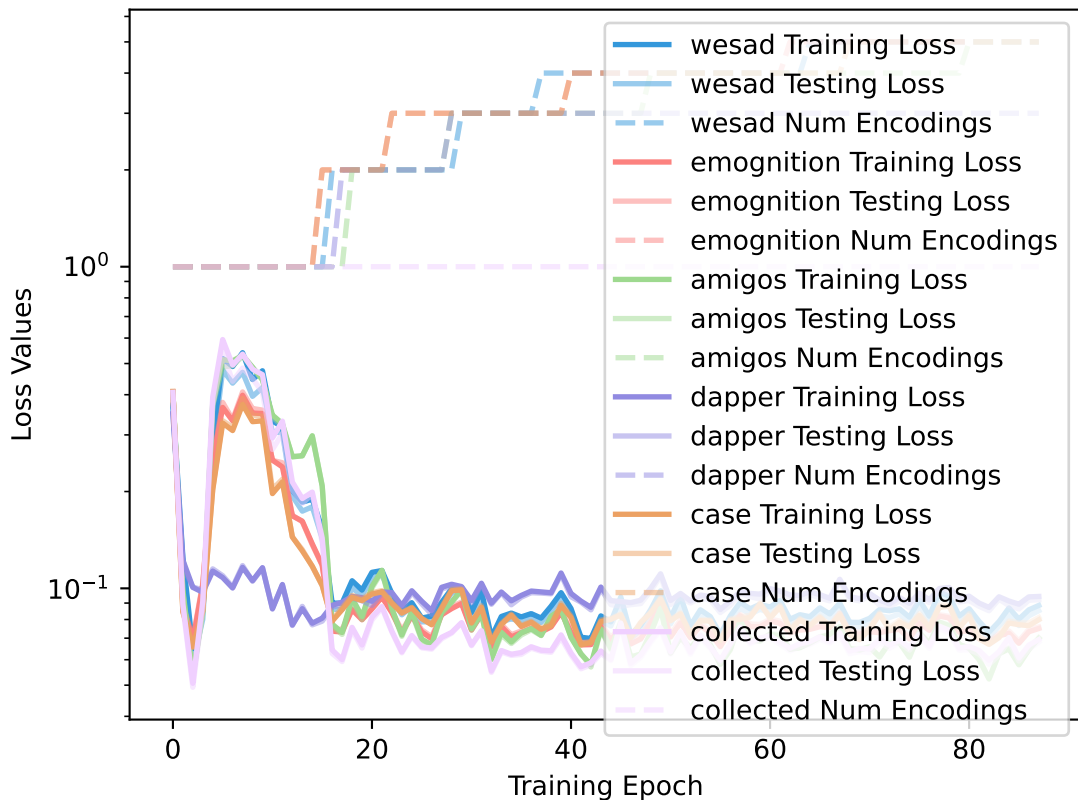 wesad Training Loss
wesad Testing Loss
wesad Num Encodings
emognition Training Loss
emognition Testing Loss
emognition Num Encodings
amigos Training Loss
amigos Testing Loss
amigos Num Encodings
dapper Training Loss
dapper Testing Loss
dapper Num Encodings
case Training Loss
case Testing Loss
case Num Encodings
collected Training Loss
collected Testing Loss
collected Num Encodings
10⁰
10⁻¹
Loss Values
0 20 40 60 80
Training Epoch